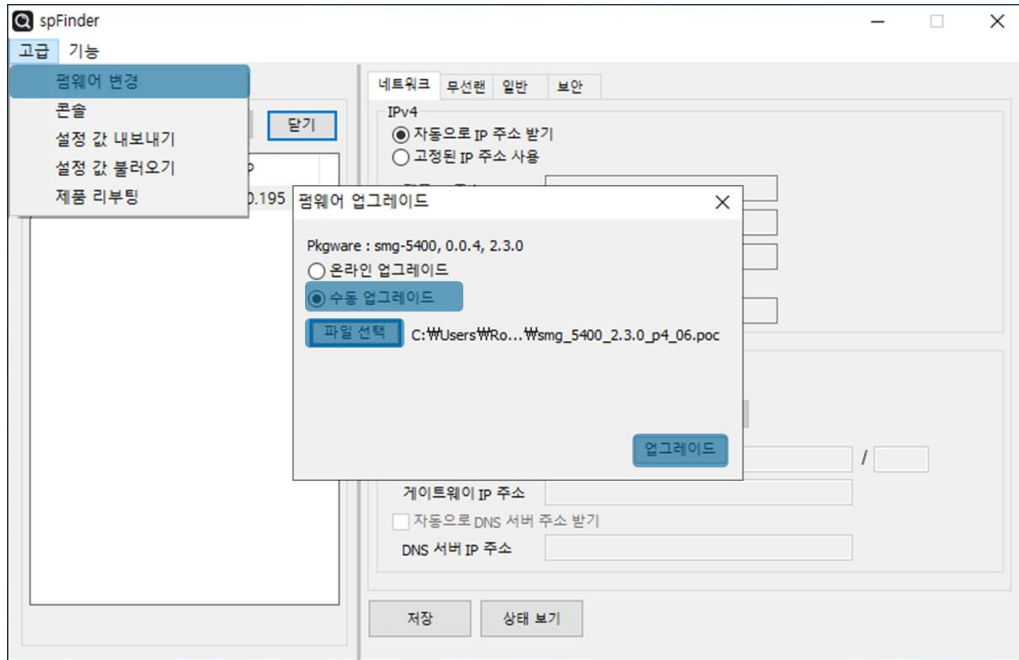 spFinder
고급 기능
펌웨어 변경
콘솔
설정 값 내보내기
설정 값 불러오기
제품 리부팅
닫기
0.195
네트워크 무선랜 일반 보안
IPv4
자동으로 IP 주소 받기
고정된 IP 주소 사용
펌웨어 업그레이드
Pkgware : smg-5400, 0.0.4, 2.3.0
온라인 업그레이드
수동 업그레이드
파일 선택 C:₩Users₩Ro...₩smg_5400_2.3.0_p4_06.poc
업그레이드
/
게이트웨이 IP 주소
자동으로 DNS 서버 주소 받기
DNS 서버 IP 주소
저장 상태 보기